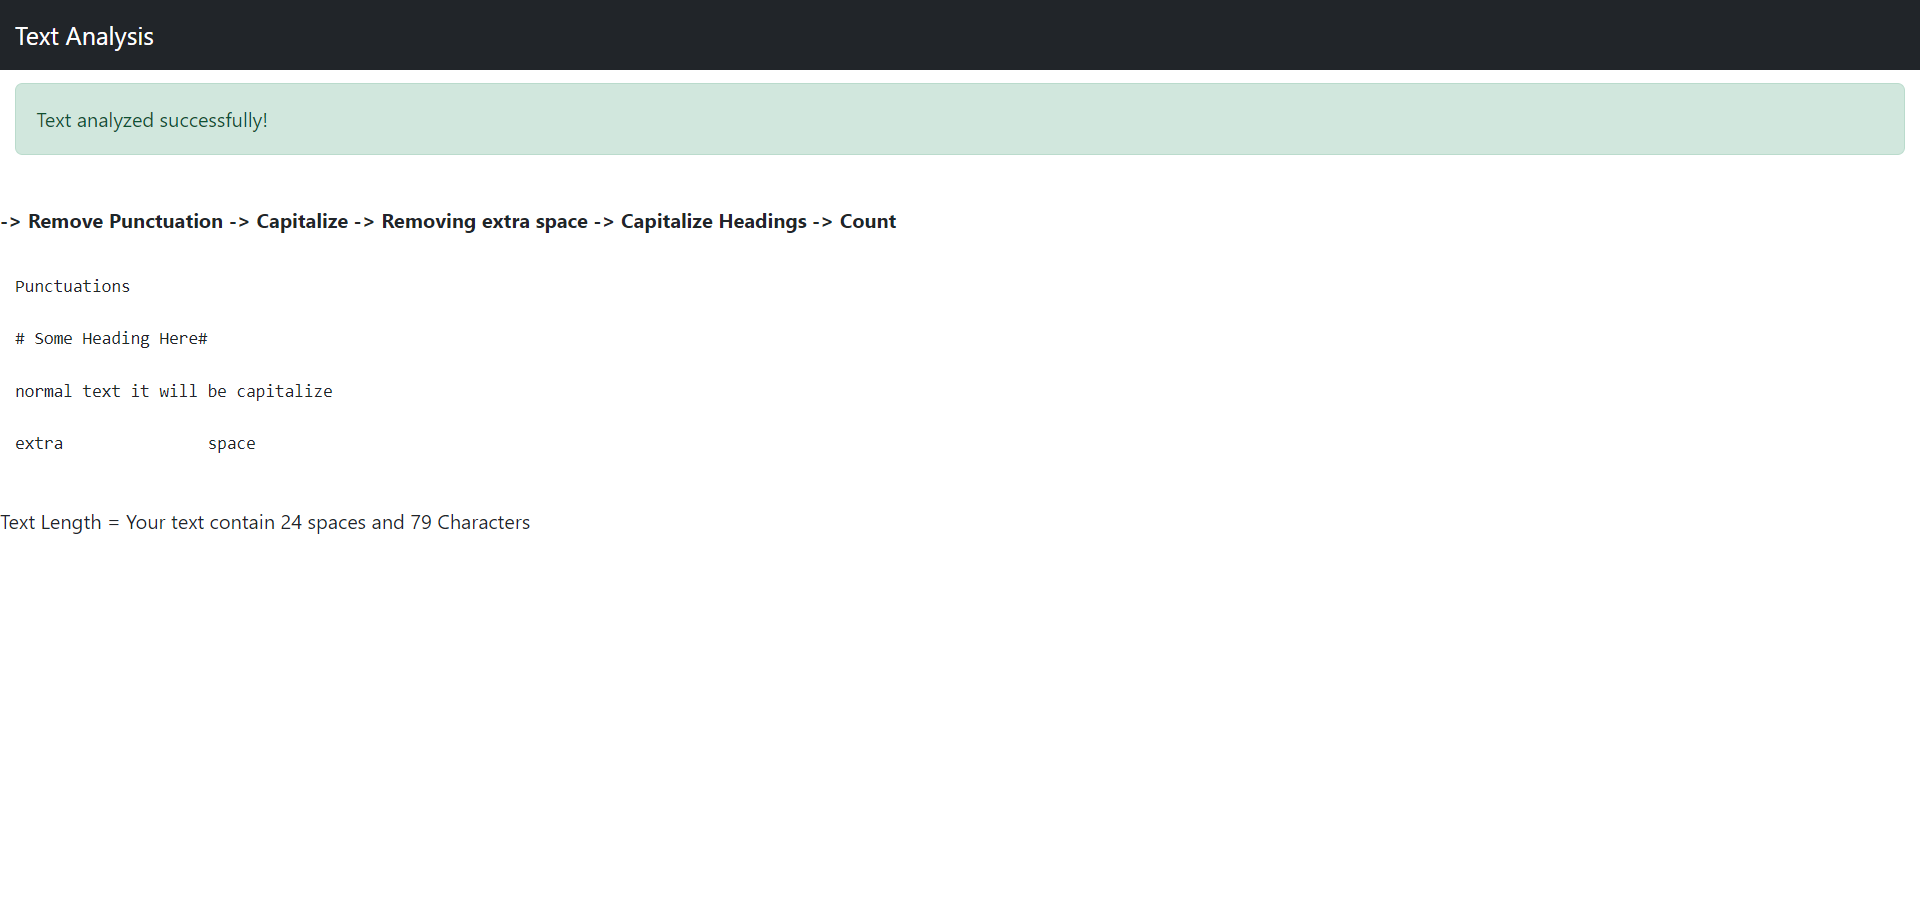 Text Analysis
Text analyzed successfully!
-> Remove Punctuation -> Capitalize -> Removing extra space -> Capitalize Headings -> Count
Punctuations
# Some Heading Here#
normal text it will be capitalize
extra               space
Text Length = Your text contain 24 spaces and 79 Characters